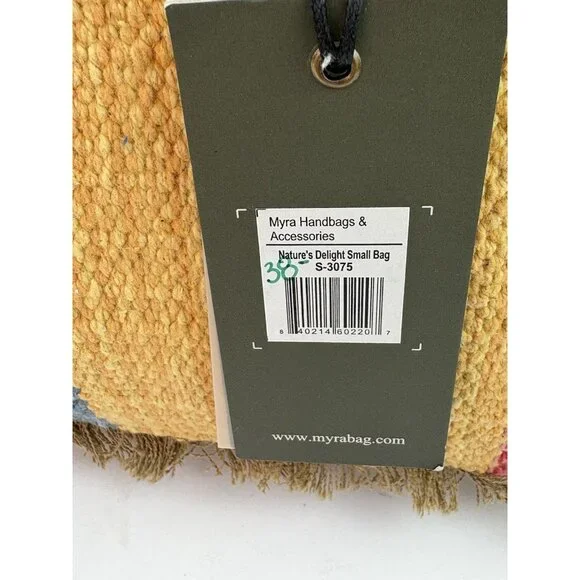 Myra Handbags &
Accessories
Nature's Delight Small Bag
38-
S-3075
8 40214 60220 7
www.myrabag.com